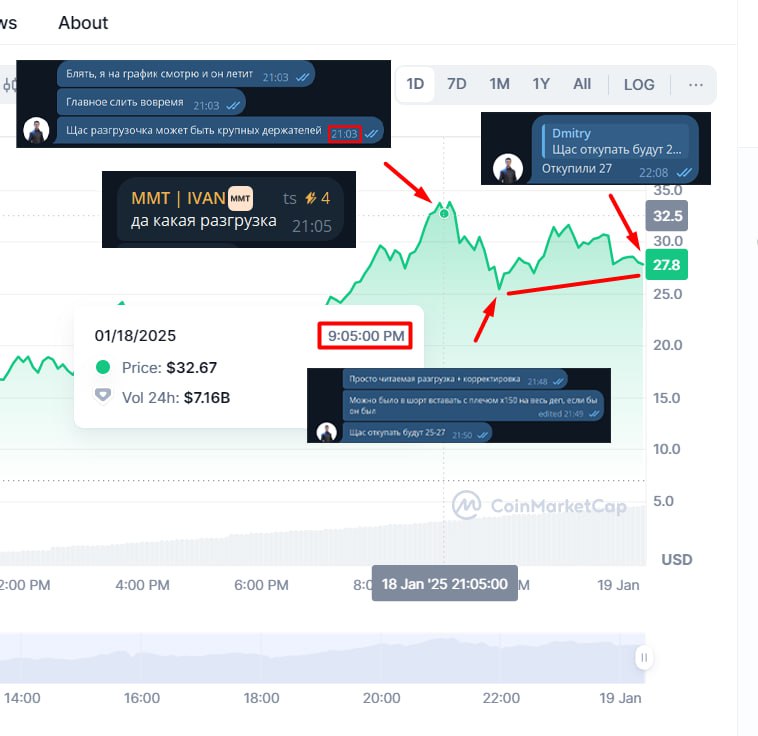 ws About
1D 7D 1M 1Y All LOG ...
Блять, я на график смотрю и он летит 21:03
Главное слить вовремя 21:03
Щас разгрузочка может быть крупных держателей 21:03
MMT | IVAN MMT ts 4
да какая разгрузка 21:05
Dmitry
Щас откупать будут 2...
Откупили 27 22:08
35.0
32.5
30.0
27.8
25.0
20.0
15.0
10.0
5.0
USD
01/18/2025 9:05:00 PM
Price: $32.67
Vol 24h: $7.16B
Просто читаемая разгрузка + корректировка 21:48
Можно было в шорт вставать с плечом х150 на весь деп, если бы
он был edited 21:49
Щас откупать будут 25-27 21:50
CoinMarketCap
2:00 PM 4:00 PM 6:00 PM 8:0 18 Jan '25 21:05:00 M 19 Jan
14:00 16:00 18:00 20:00 22:00 19 Jan